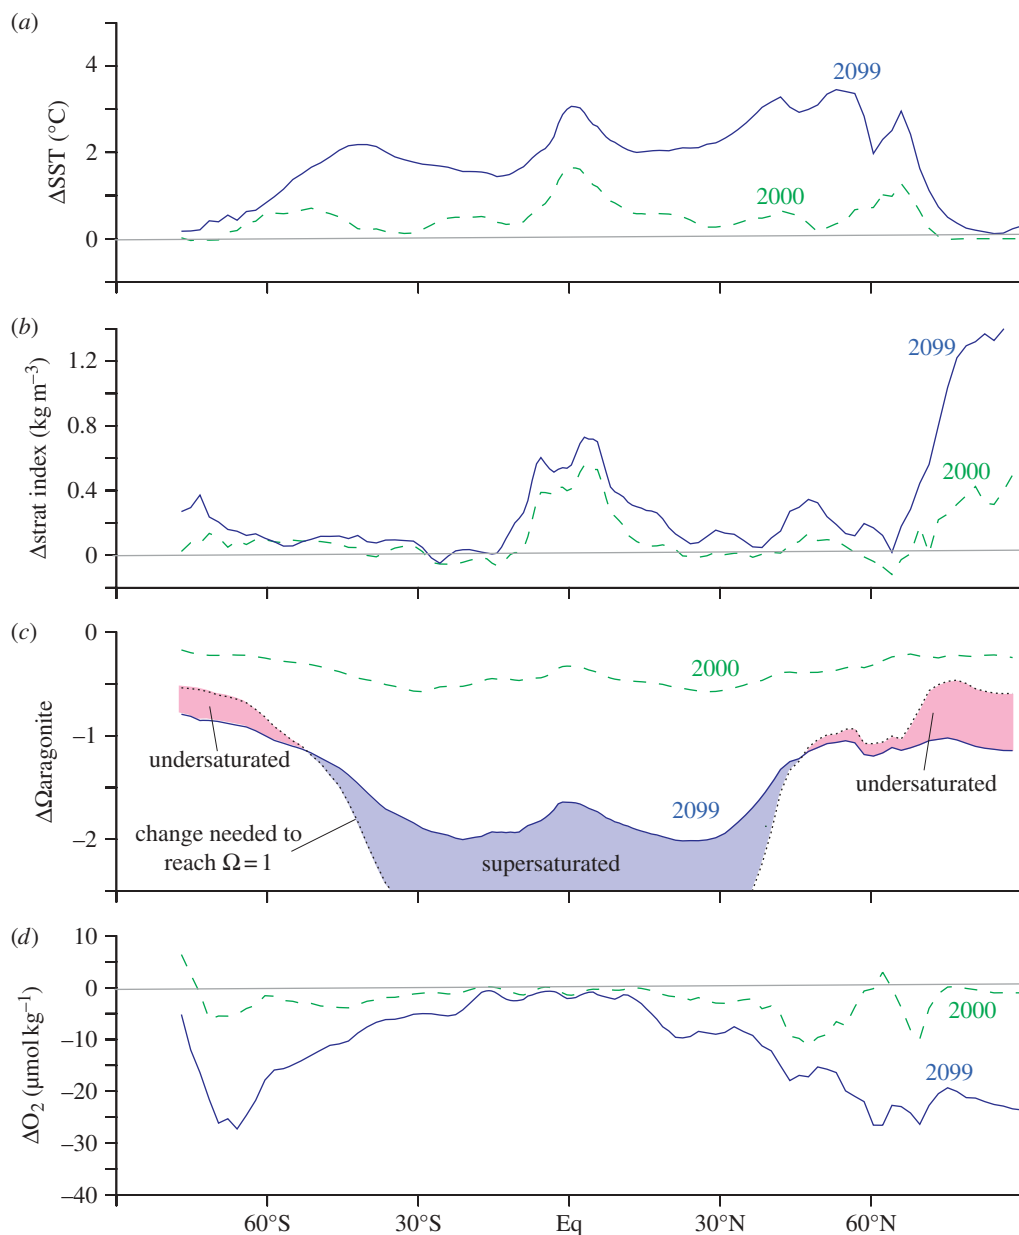 (a)
4
2
0
ΔSST (°C)
2099
2000
(b)
1.2
0.8
0.4
0
Δstrat index (kg m⁻³)
2099
2000
(c)
0
−1
−2
ΔΩaragonite
2000
undersaturated
undersaturated
change needed to
reach Ω = 1
2099
supersaturated
(d)
10
0
−10
−20
−30
−40
ΔO₂ (μmol kg⁻¹)
2000
2099
60°S 30°S Eq 30°N 60°N